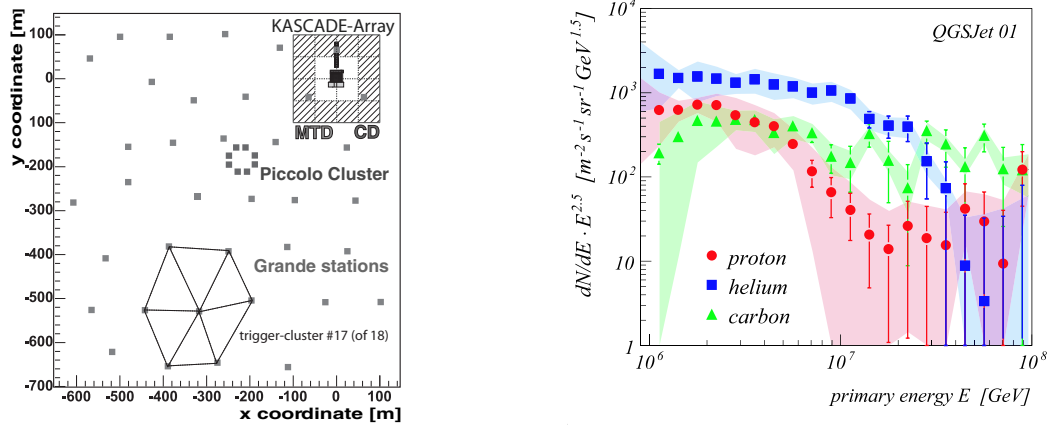 y coordinate [m]
100
0
-100
-200
-300
-400
-500
-600
-700
KASCADE-Array
MTD CD
Piccolo Cluster
Grande stations
trigger-cluster #17 (of 18)
-600 -500 -400 -300 -200 -100 0 100
x coordinate [m]
dN/dE · E^2.5 [m^-2 s^-1 sr^-1 GeV^1.5]
10^4
10^3
10^2
10
1
QGSJet 01
proton
helium
carbon
10^6 10^7 10^8
primary energy E [GeV]